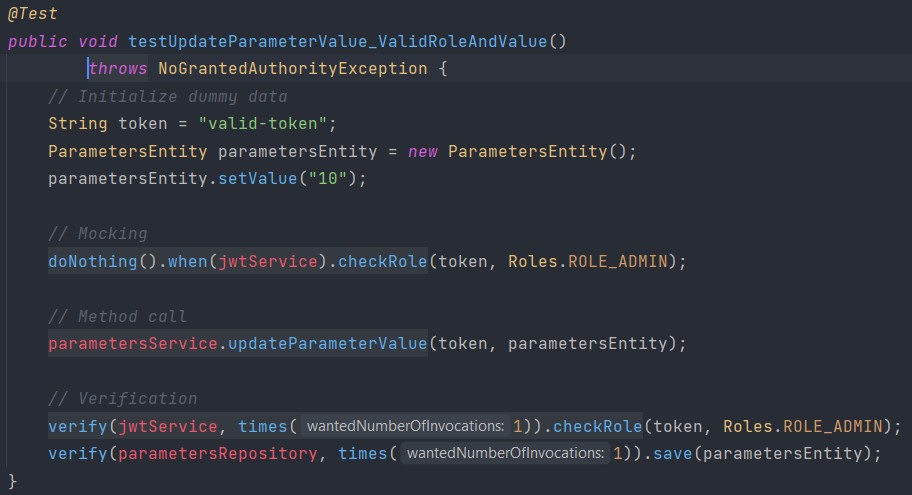 @Test
public void testUpdateParameterValue_ValidRoleAndValue()
throws NoGrantedAuthorityException {
// Initialize dummy data
String token = "valid-token";
ParametersEntity parametersEntity = new ParametersEntity();
parametersEntity.setValue("10");
// Mocking
doNothing().when(jwtService).checkRole(token, Roles.ROLE_ADMIN);
// Method call
parametersService.updateParameterValue(token, parametersEntity);
// Verification
verify(jwtService, times( wantedNumberOfInvocations: 1)).checkRole(token, Roles.ROLE_ADMIN);
verify(parametersRepository, times( wantedNumberOfInvocations: 1)).save(parametersEntity);
}